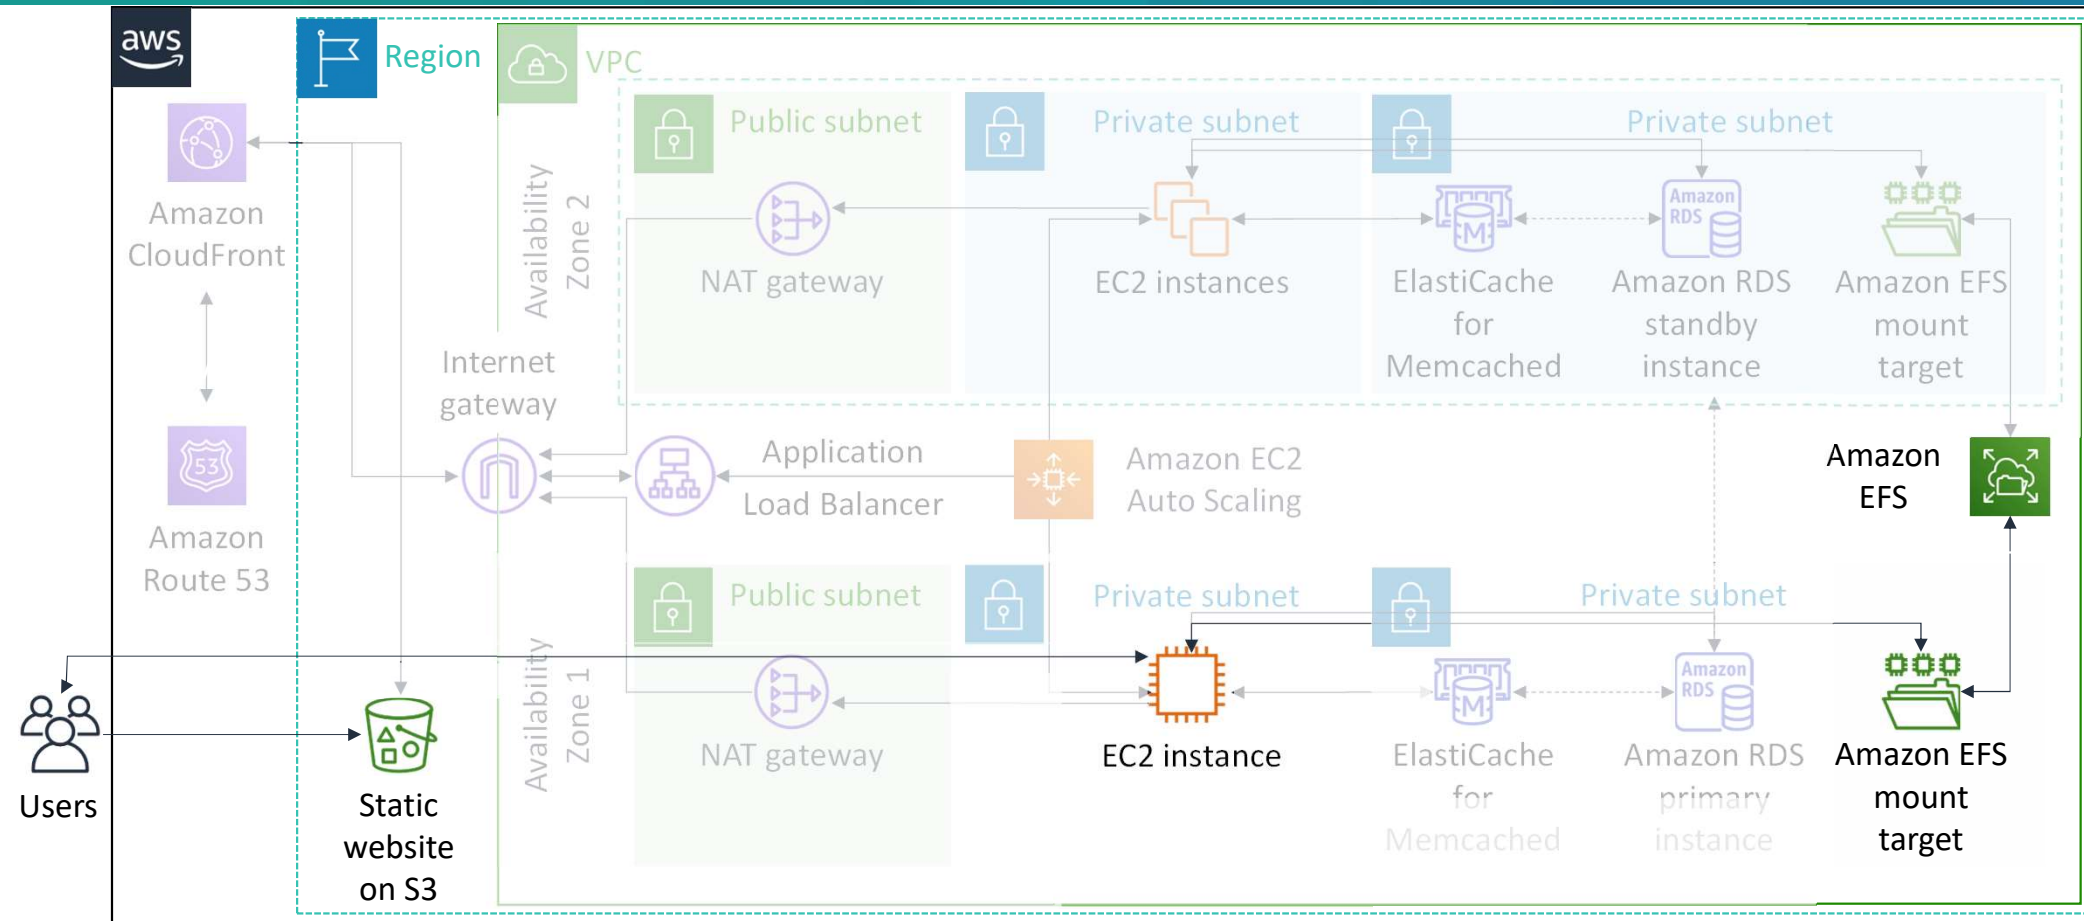 aws
Region
VPC
Public subnet
Private subnet
Private subnet
Availability
Zone 2
Amazon
CloudFront
NAT gateway
EC2 instances
ElastiCache
for
Memcached
Amazon
RDS
Amazon RDS
standby
instance
Amazon EFS
mount
target
Internet
gateway
53
Amazon
Route 53
Application
Load Balancer
Amazon EC2
Auto Scaling
Amazon
EFS
Public subnet
Private subnet
Private subnet
Availability
Zone 1
NAT gateway
EC2 instance
M
ElastiCache
for
Memcached
M
Amazon
RDS
Amazon RDS
primary
instance
Amazon EFS
mount
target
Users
Static
website
on S3